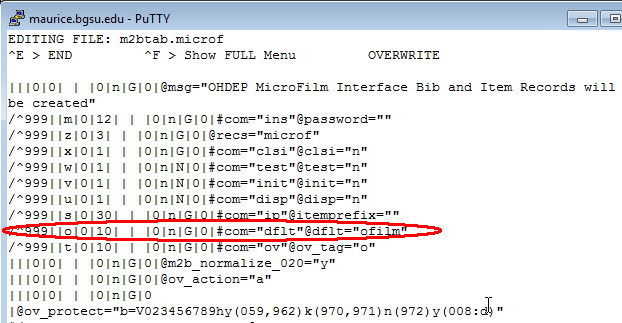 maurice.bgsu.edu - PuTTY
EDITING FILE: m2btab.microf
^E > END ^F > Show FULL Menu OVERWRITE
|||0|0| | |0|n|G|0|@msg="OHDEP MicroFilm Interface Bib and Item Records will
be created"
/^999||m|0|12| | |0|n|G|0|#com="ins"@password=""
/^999||z|0|3| | |0|n|G|0|@recs="microf"
/^999||x|0|1| | |0|n|G|0|#com="clsi"@clsi="n"
/^999||w|0|1| | |0|n|N|0|#com="test"@test="n"
/^999||v|0|1| | |0|n|N|0|#com="init"@init="n"
/^999||u|0|1| | |0|n|N|0|#com="disp"@disp="n"
/^999||s|0|30| | |0|n|G|0|#com="ip"@itemprefix=""
/^999||o|0|10| | |0|n|G|0|#com="dflt"@dflt="ofilm"
/^999||t|0|10| | |0|n|G|0|#com="ov"@ov_tag="o"
|||0|0| | |0|n|G|0|@m2b_normalize_020="y"
|||0|0| | |0|n|G|0|@ov_action="a"
|||0|0| | |0|n|G|0
|@ov_protect="b=V023456789hy(059,962)k(970,971)n(972)y(008:d)"